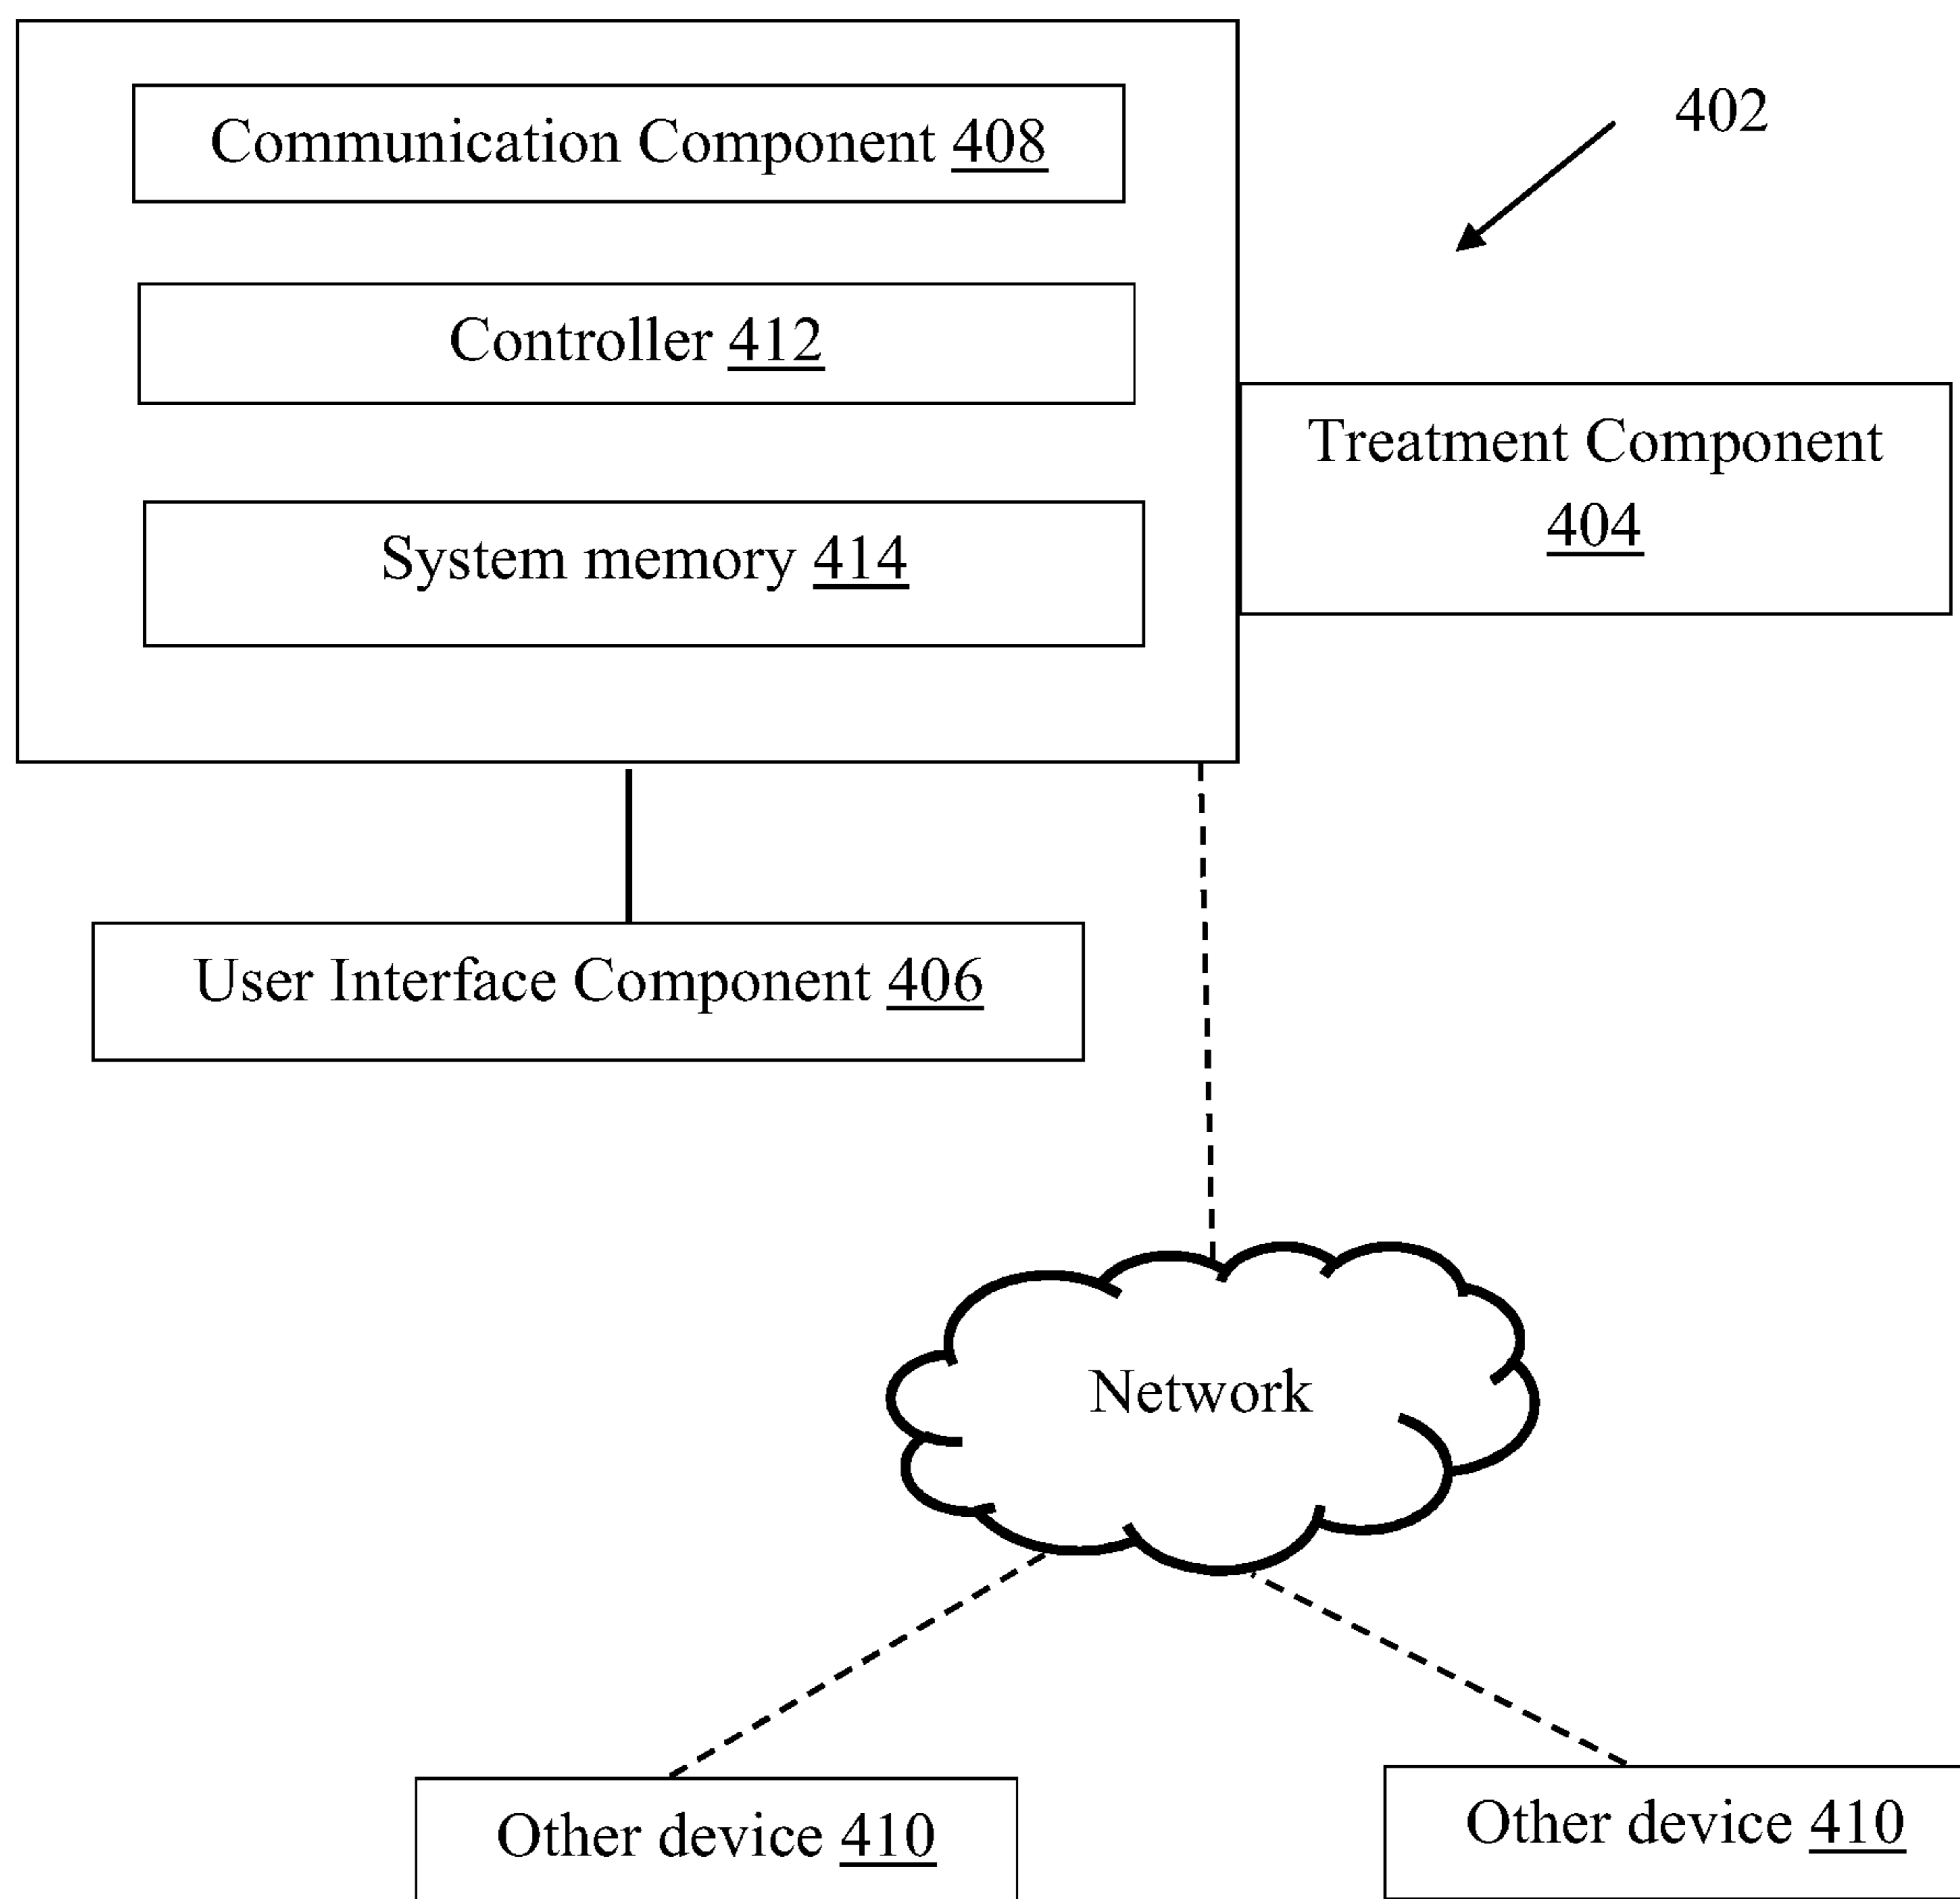 Communication Component 408
402
Controller 412
Treatment Component
404
System memory 414
User Interface Component 406
Network
Other device 410
Other device 410